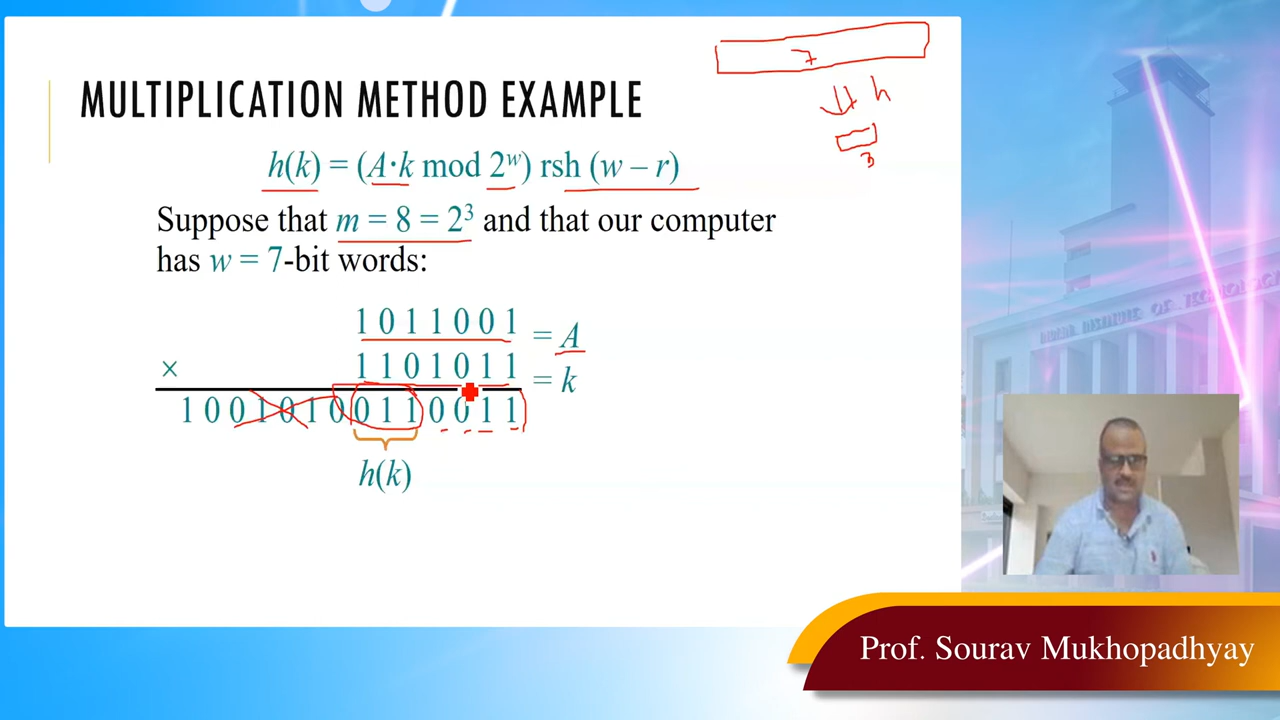 MULTIPLICATION METHOD EXAMPLE
7
h
3
h(k) = (A·k mod 2^w) rsh (w – r)
Suppose that m = 8 = 2³ and that our computer
has w = 7-bit words:
1 0 1 1 0 0 1 = A
× 1 1 0 1 0 1 1 = k
1 0 0 1 0 1 0 0 1 1 0 0 1 1
h(k)
Prof. Sourav Mukhopadhyay